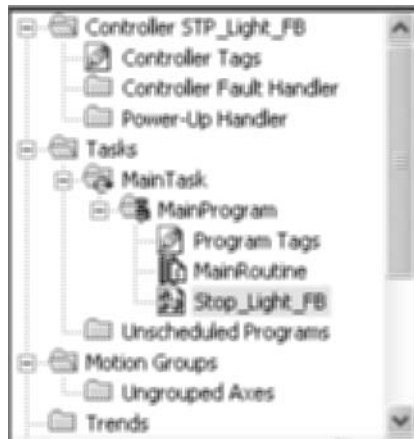 Controller STP_Light_FB
Controller Tags
Controller Fault Handler
Power-Up Handler
Tasks
MainTask
MainProgram
Program Tags
MainRoutine
Stop_Light_FB
Unscheduled Programs
Motion Groups
Ungrouped Axes
Trends